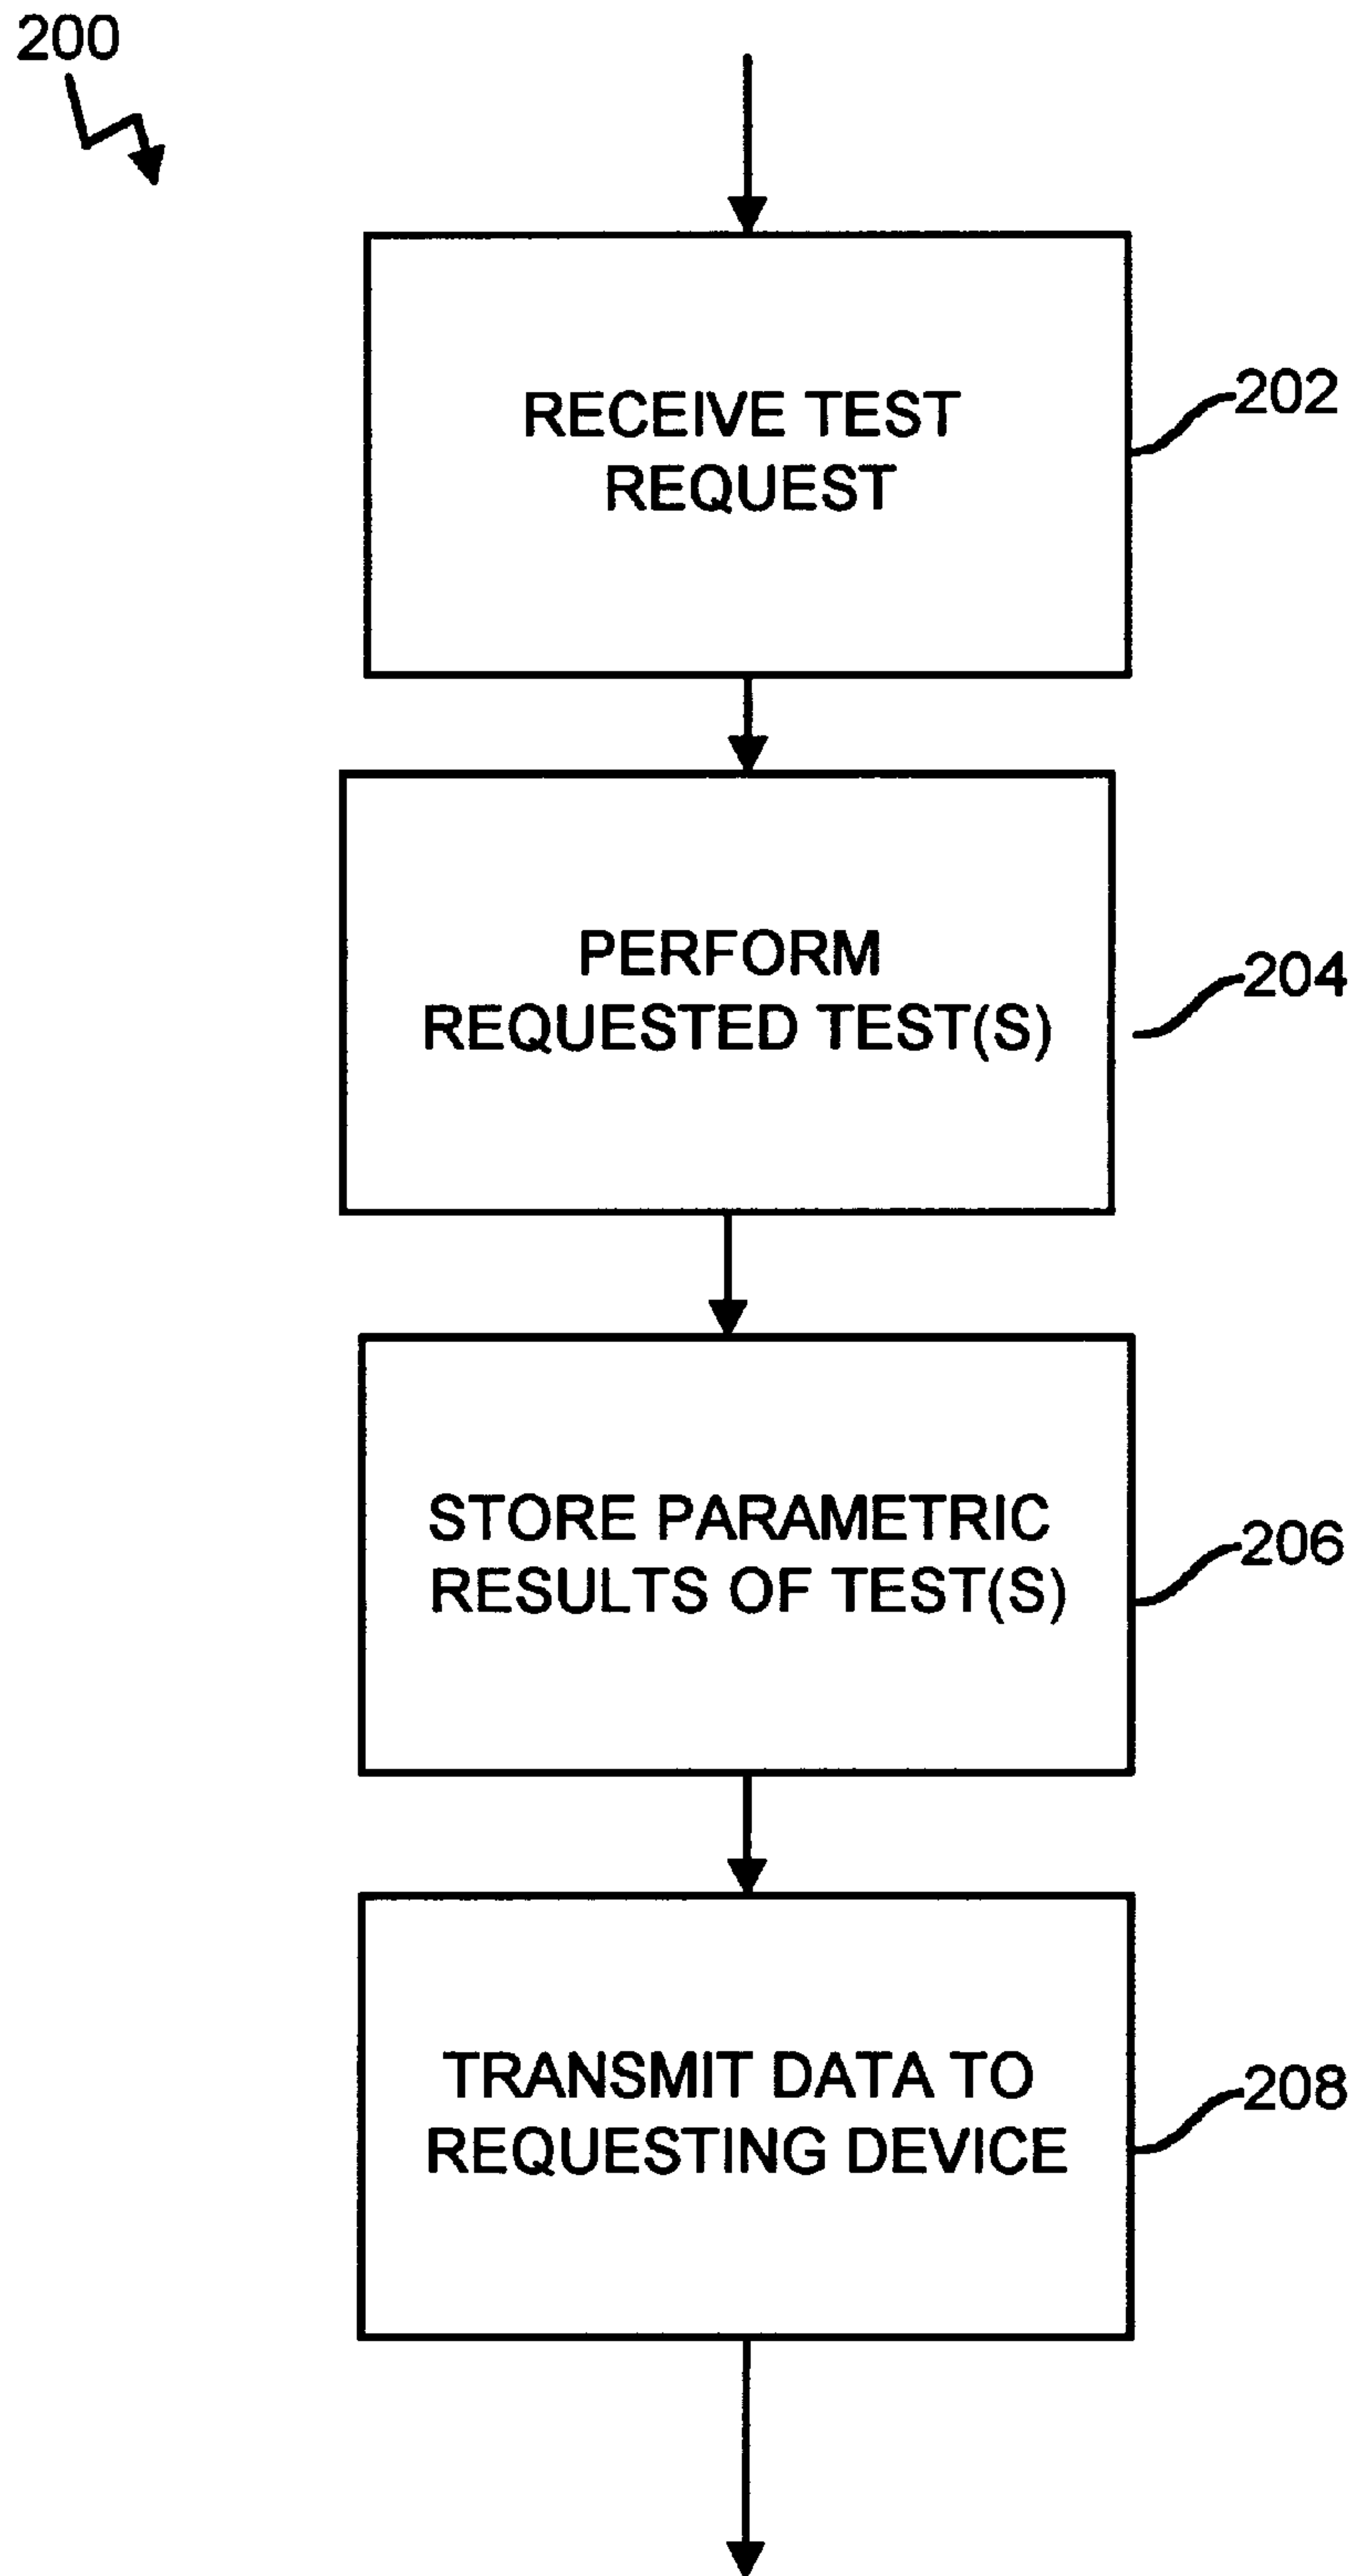 200
RECEIVE TEST
REQUEST
202
PERFORM
REQUESTED TEST(S)
204
STORE PARAMETRIC
RESULTS OF TEST(S)
206
TRANSMIT DATA TO
REQUESTING DEVICE
208